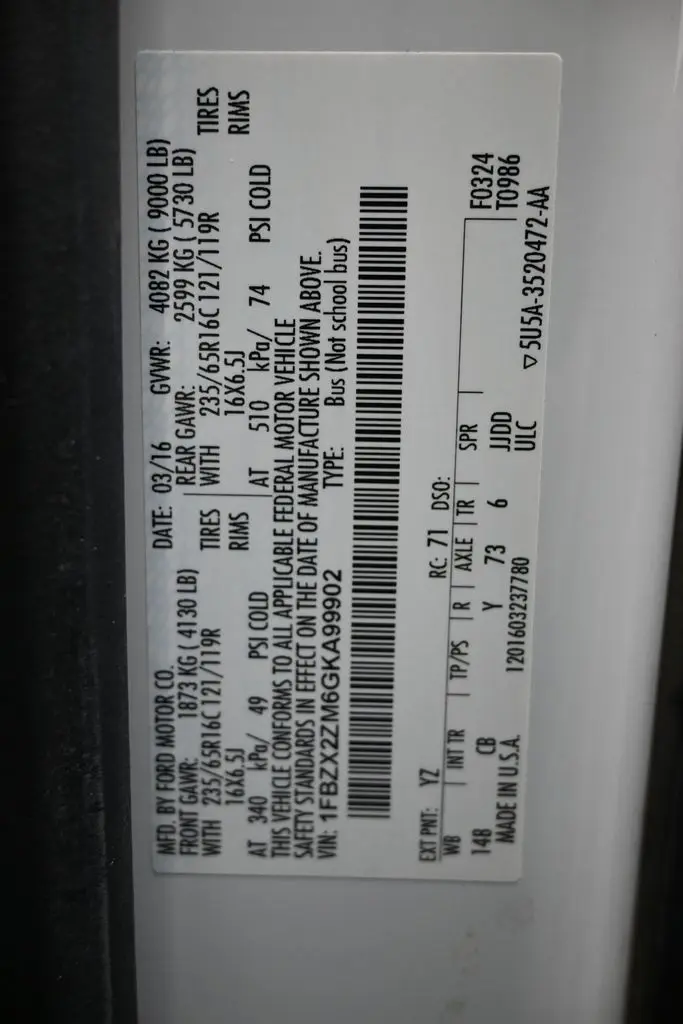 MFD. BY FORD MOTOR CO.
DATE: 03/16 GVWR: 4082 KG ( 9000 LB)
FRONT GAWR: 1873 KG ( 4130 LB) REAR GAWR: 2599 KG ( 5730 LB)
WITH 235/65R16C 121/119R TIRES WITH 235/65R16C 121/119R TIRES
16X6.5J RIMS 16X6.5J RIMS
AT 340 kPa/ 49 PSI COLD AT 510 kPa/ 74 PSI COLD
THIS VEHICLE CONFORMS TO ALL APPLICABLE FEDERAL MOTOR VEHICLE
SAFETY STANDARDS IN EFFECT ON THE DATE OF MANUFACTURE SHOWN ABOVE.
VIN: 1FBZX2ZM6GKA99902 TYPE: Bus (Not school bus)
EXT PNT: YZ RC: 71 DSO:
WB INT TR TP/PS R AXLE TR SPR F0324
14B CB Y 73 6 JJDD T0986
MADE IN U.S.A. 1201603237780 ULC ▽5U5A-3520472-AA